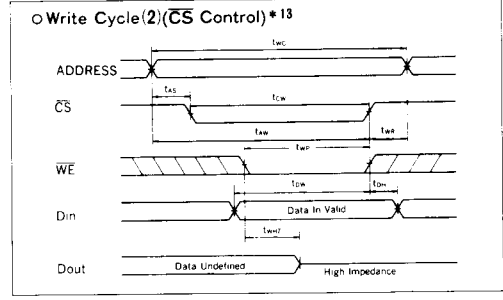 ○Write Cycle(2)(CS Control)*13
tWC
ADDRESS
tAS
tCW
CS
tAW
tWR
tWP
WE
tDW
tDH
Din
Data In Valid
tWHZ
Dout
Data Undefined
High Impedance